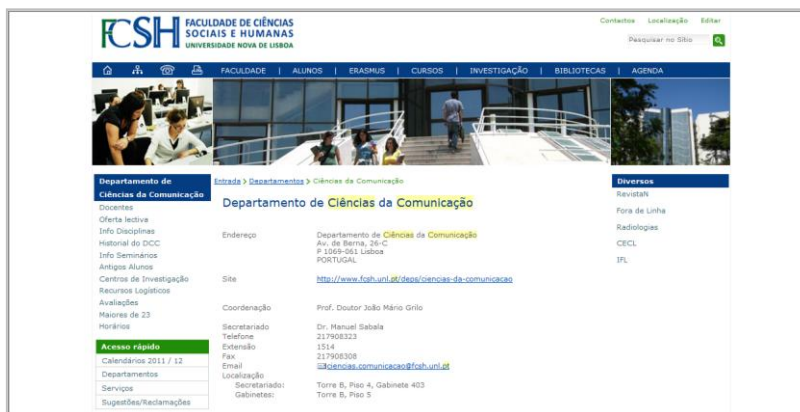 FCSH FACULDADE DE CIÊNCIAS
SOCIAIS E HUMANAS
UNIVERSIDADE NOVA DE LISBOA
Contactos Localização Editar
Pesquisar no Sítio
FACULDADE | ALUNOS | ERASMUS | CURSOS | INVESTIGAÇÃO | BIBLIOTECAS | AGENDA
Departamento de
Ciências da Comunicação
Docentes
Oferta lectiva
Info Disciplinas
Historial do DCC
Info Seminários
Antigos Alunos
Centros de Investigação
Recursos Logísticos
Avaliações
Maiores de 23
Horários
Acesso rápido
Calendários 2011 / 12
Departamentos
Serviços
Sugestões/Reclamações
Entrada > Departamentos > Ciências da Comunicação
Departamento de Ciências da Comunicação
Endereço Departamento de Ciências da Comunicação
Av. de Berna, 26-C
P 1069-061 Lisboa
PORTUGAL
Site http://www.fcsh.unl.pt/deps/ciencias-da-comunicacao
Coordenação Prof. Doutor João Mário Grilo
Secretariado Dr. Manuel Sabala
Telefone 217908323
Extensão 1514
Fax 217908308
Email ciencias.comunicacao@fcsh.unl.pt
Localização
Secretariado: Torre B, Piso 4, Gabinete 403
Gabinetes: Torre B, Piso 5
Diversos
RevistaN
Fora de Linha
Radiologias
CECL
IFL